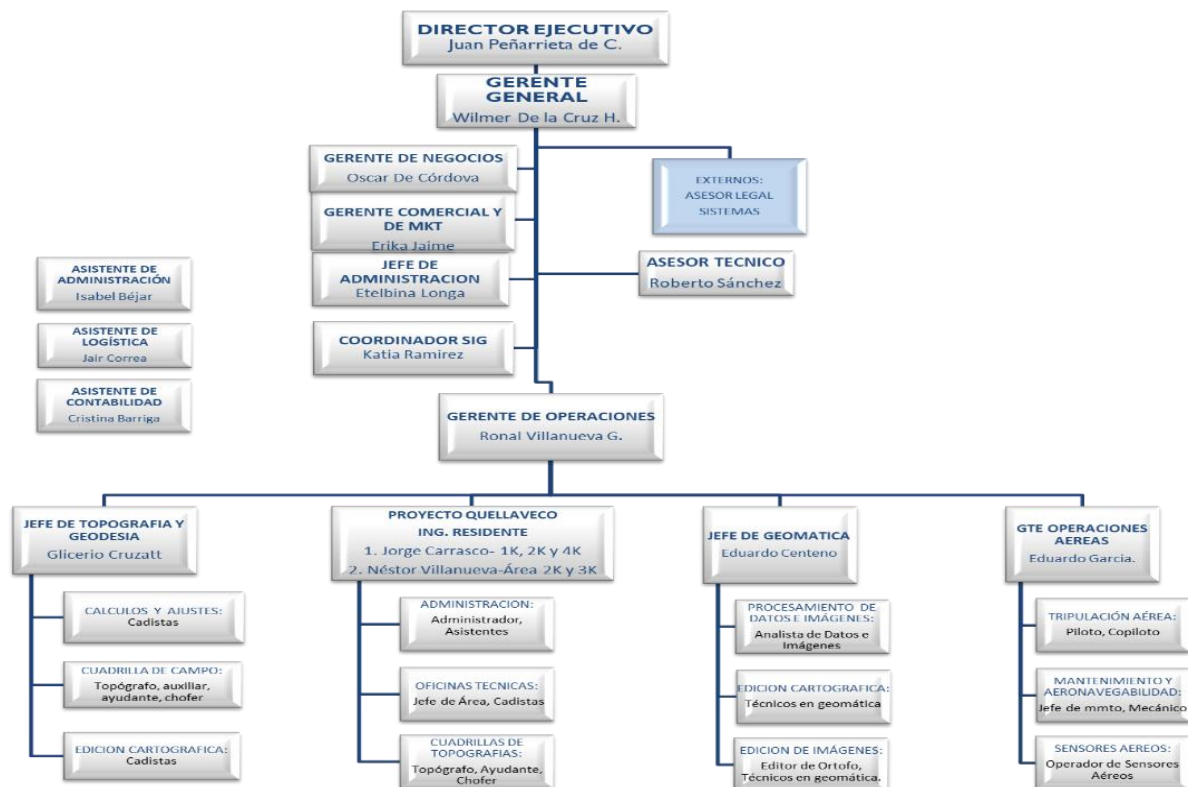 DIRECTOR EJECUTIVO
Juan Peñarrieta de C.
GERENTE
GENERAL
Wilmer De la Cruz H.
GERENTE DE NEGOCIOS
Oscar De Córdova
EXTERNOS:
ASESOR LEGAL
SISTEMAS
GERENTE COMERCIAL Y
DE MKT
Erika Jaime
JEFE DE
ADMINISTRACION
Etelbina Longa
ASESOR TECNICO
Roberto Sánchez
ASISTENTE DE
ADMINISTRACIÓN
Isabel Béjar
ASISTENTE DE
LOGÍSTICA
Jair Correa
ASISTENTE DE
CONTABILIDAD
Cristina Barriga
COORDINADOR SIG
Katia Ramirez
GERENTE DE OPERACIONES
Ronal Villanueva G.
JEFE DE TOPOGRAFIA Y
GEODESIA
Glicerio Cruzatt
CALCULOS Y AJUSTES:
Cadistas
CUADRILLA DE CAMPO:
Topógrafo, auxiliar,
ayudante, chofer
EDICION CARTOGRAFICA:
Cadistas
PROYECTO QUELLAVECO
ING. RESIDENTE
1. Jorge Carrasco- 1K, 2K y 4K
2. Néstor Villanueva-Área 2K y 3K
ADMINISTRACION:
Administrador,
Asistentes
OFICINAS TECNICAS:
Jefe de Área, Cadistas
CUADRILLAS DE
TOPOGRAFIAS:
Topógrafo, Ayudante,
Chofer
JEFE DE GEOMATICA
Eduardo Centeno
PROCESAMIENTO DE
DATOS E IMÁGENES:
Analista de Datos e
Imágenes
EDICION CARTOGRAFICA:
Técnicos en geomática
EDICION DE IMÁGENES:
Editor de Ortofo,
Técnicos en geomática.
GTE OPERACIONES
AEREAS
Eduardo Garcia.
TRIPULACIÓN AÉREA:
Piloto, Copiloto
MANTENIMIENTO Y
AERONAVEGABILIDAD:
Jefe de mmto, Mecánico
SENSORES AEREOS:
Operador de Sensores
Aéreos